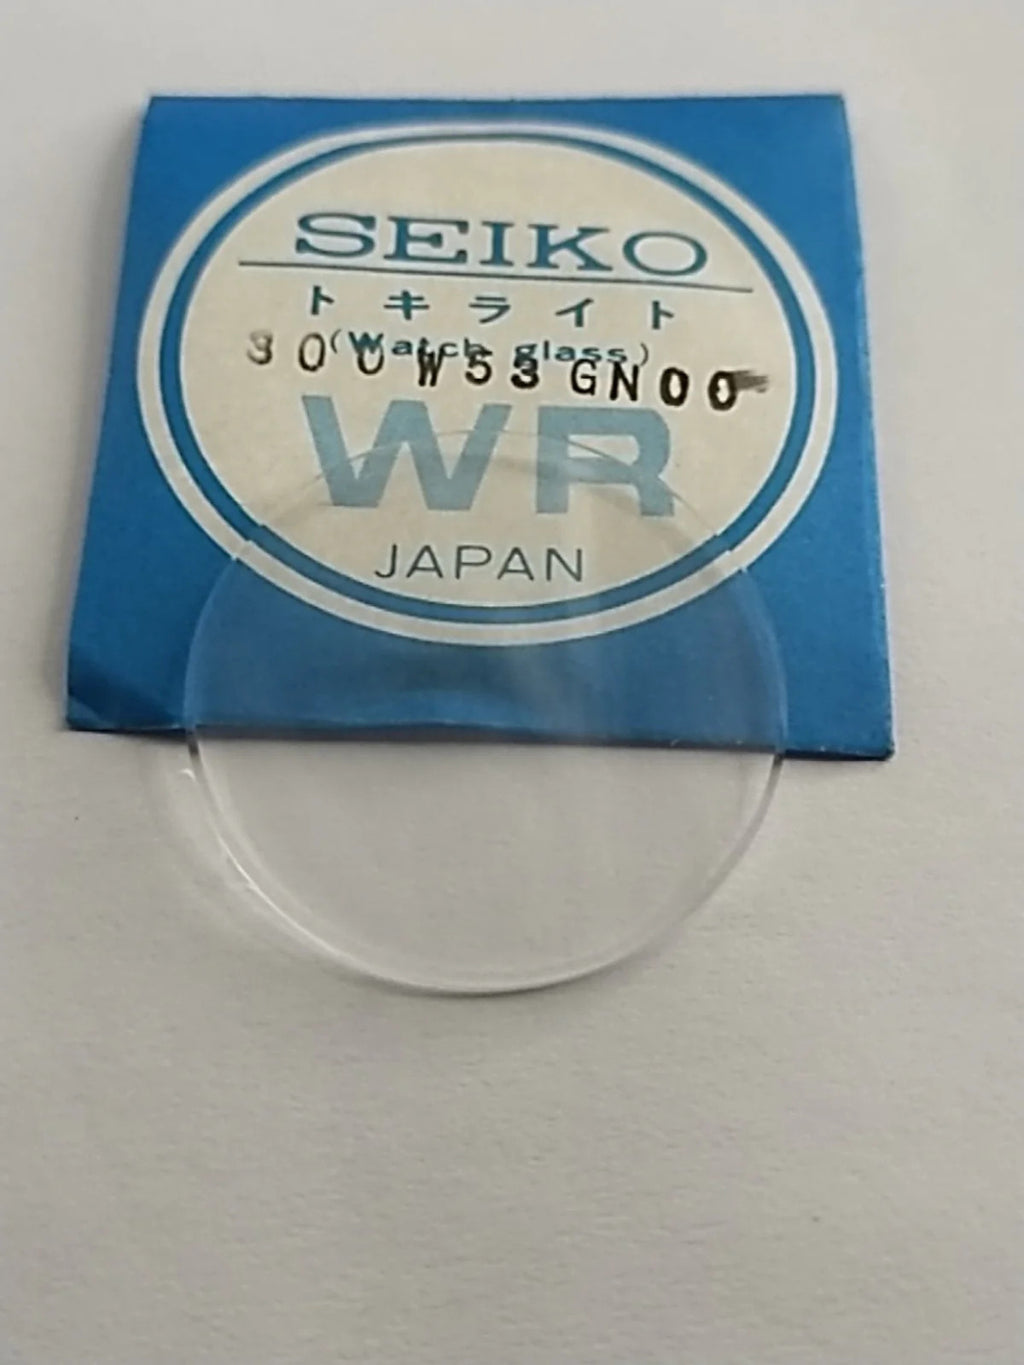 SEIKO
トキライト
(Watch glass)
300W53GN00
WR
JAPAN